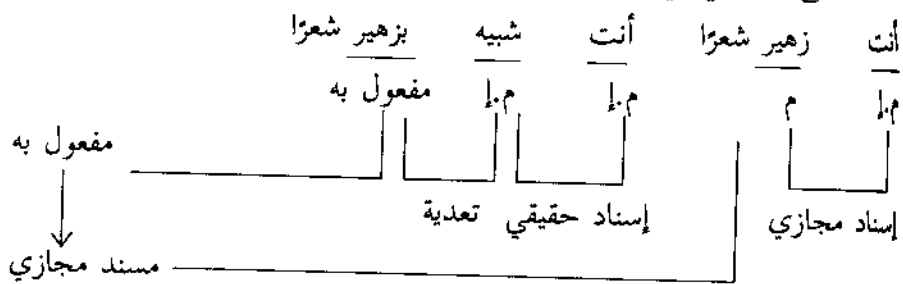 أنت زهير شعرًا أنت شبيه بزهير شعرًا
م.إ م م.إ م.إ مفعول به
مفعول به
إسناد مجازي إسناد حقيقي تعدية
مسند مجازي